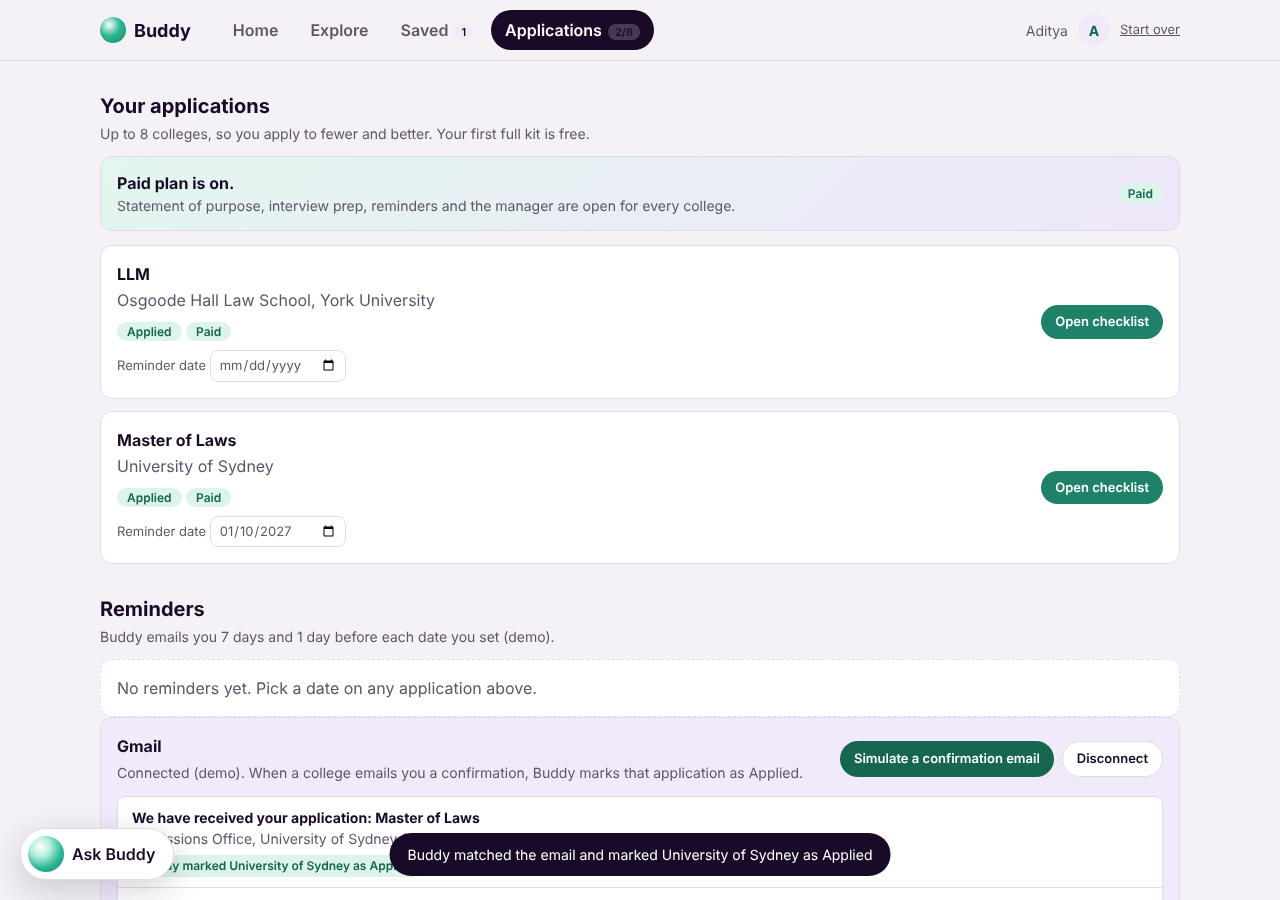 Buddy
Home
Explore
Saved 1
Applications 2/8
Aditya
A
Start over
Your applications
Up to 8 colleges, so you apply to fewer and better. Your first full kit is free.
Paid plan is on.
Statement of purpose, interview prep, reminders and the manager are open for every college.
Paid
LLM
Osgoode Hall Law School, York University
Applied Paid
Reminder date mm/dd/yyyy
Open checklist
Master of Laws
University of Sydney
Applied Paid
Reminder date 01/10/2027
Open checklist
Reminders
Buddy emails you 7 days and 1 day before each date you set (demo).
No reminders yet. Pick a date on any application above.
Gmail
Connected (demo). When a college emails you a confirmation, Buddy marks that application as Applied.
Simulate a confirmation email
Disconnect
We have received your application: Master of Laws
Office, University of Sydney
marked University of Sydney as
Ask Buddy
Buddy matched the email and marked University of Sydney as Applied